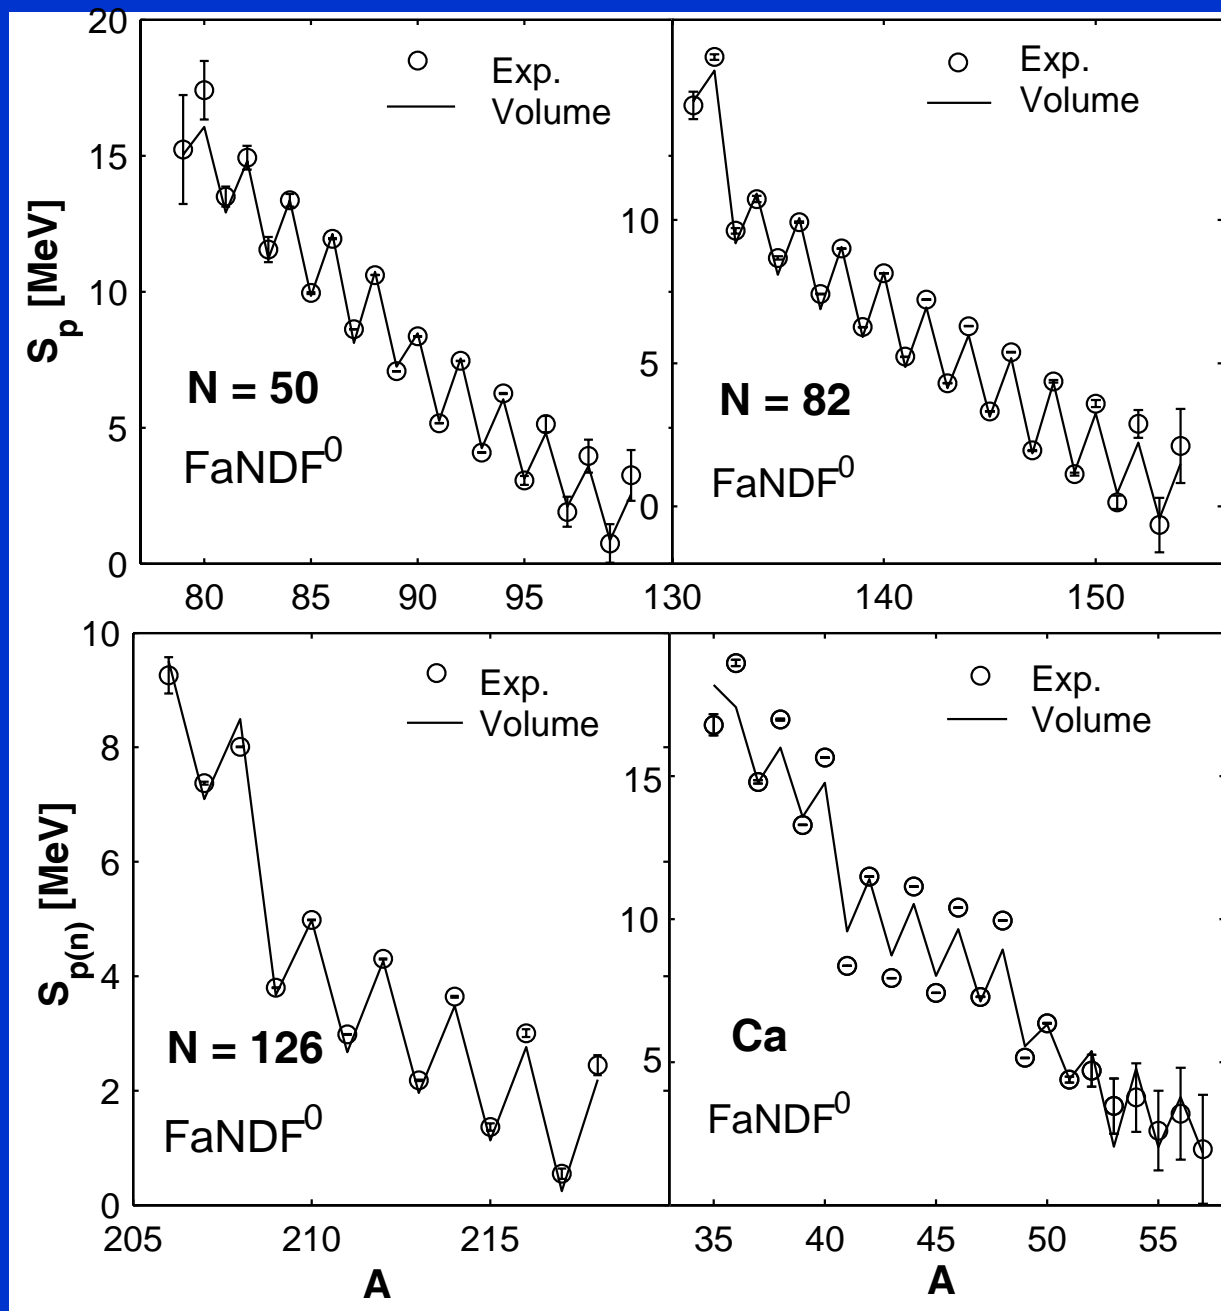 20
15
10
5
0
S_p [MeV]
Exp.
Volume
N = 50
FaNDF^0
80 85 90 95
10
5
0
Exp.
Volume
N = 82
FaNDF^0
130 140 150
10
8
6
4
2
0
S_p(n) [MeV]
Exp.
Volume
N = 126
FaNDF^0
205 210 215
A
15
10
5
Exp.
Volume
Ca
FaNDF^0
35 40 45 50 55
A